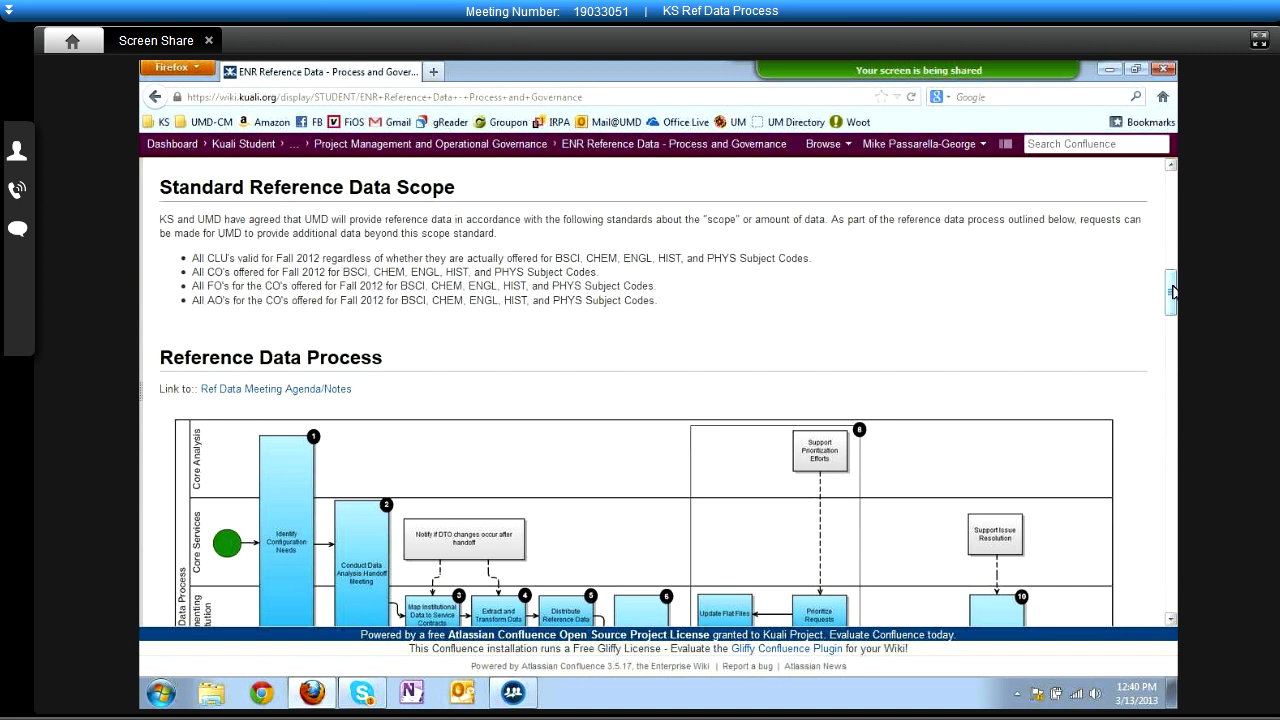 Meeting Number: 19033051 | KS Ref Data Process
Screen Share ×
Firefox
ENR Reference Data - Process and Gover...
Your screen is being shared
https://wiki.kuali.org/display/STUDENT/ENR+Reference+Data+-+Process+and+Governance
Google
KS UMD-CM Amazon FB FiOS Gmail gReader Groupon IRPA Mail@UMD Office Live UM UM Directory Woot Bookmarks
Dashboard > Kuali Student > ... > Project Management and Operational Governance > ENR Reference Data - Process and Governance Browse Mike Passarella-George Search Confluence
Standard Reference Data Scope
KS and UMD have agreed that UMD will provide reference data in accordance with the following standards about the "scope" or amount of data. As part of the reference data process outlined below, requests can
be made for UMD to provide additional data beyond this scope standard.
• All CLU's valid for Fall 2012 regardless of whether they are actually offered for BSCI, CHEM, ENGL, HIST, and PHYS Subject Codes.
• All CO's offered for Fall 2012 for BSCI, CHEM, ENGL, HIST, and PHYS Subject Codes.
• All FO's for the CO's offered for Fall 2012 for BSCI, CHEM, ENGL, HIST, and PHYS Subject Codes.
• All AO's for the CO's offered for Fall 2012 for BSCI, CHEM, ENGL, HIST, and PHYS Subject Codes.
Reference Data Process
Link to:: Ref Data Meeting Agenda/Notes
Core Analysis
1
Support
Prioritization
Efforts
6
Core Services
Identify
Configuration
Needs
2
Conduct Data
Analysis Handoff
Meeting
Notify if DTO changes occur after
handoff
Support Issue
Resolution
Data Process
Map Institutional
Data to Service
Contracts
3
Extract and
Transform Data
4
Distribute
Reference Data
5
6
Update Flat Files
Prioritize
Requests
10
Powered by a free Atlassian Confluence Open Source Project License granted to Kuali Project. Evaluate Confluence today.
This Confluence installation runs a Free Gliffy License - Evaluate the Gliffy Confluence Plugin for your Wiki!
Powered by Atlassian Confluence 3.5.17, the Enterprise Wiki | Report a bug | Atlassian News
12:40 PM
3/13/2013